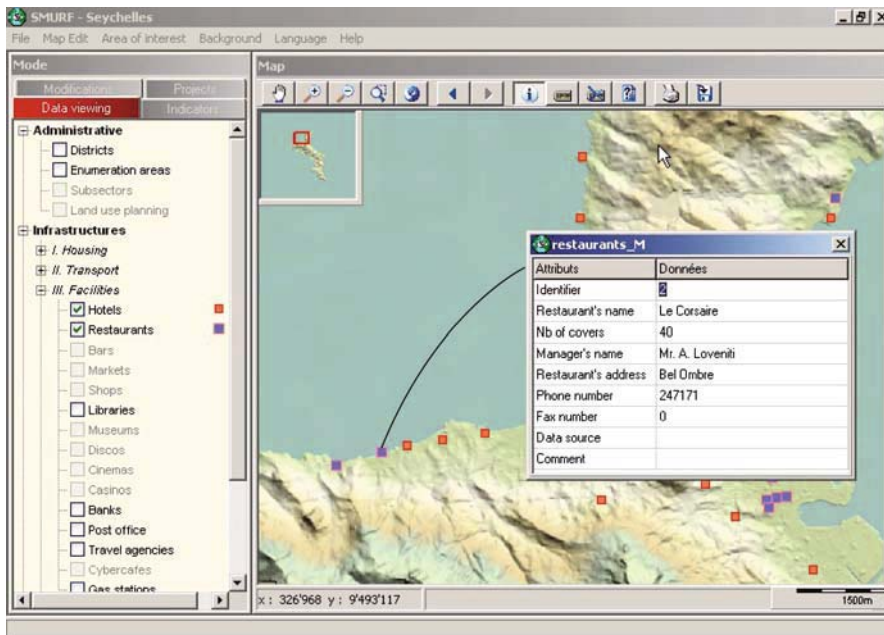 SMURF - Seychelles
File Map Edit Area of interest Background Language Help
Mode
Modifications Projects
Data viewing Indicators
Administrative
Districts
Enumeration areas
Subsectors
Land use planning
Infrastructures
I. Housing
II. Transport
III. Facilities
Hotels
Restaurants
Bars
Markets
Shops
Libraries
Museums
Discos
Cinemas
Casinos
Banks
Post office
Travel agencies
Cybercafes
Gas stations
Map
restaurants_M
Attributs Données
Identifier 2
Restaurant's name Le Corsaire
Nb of covers 40
Manager's name Mr. A. Loveniti
Restaurant's address Bel Ombre
Phone number 247171
Fax number 0
Data source
Comment
x : 326'968 y : 9'493'117
1500m